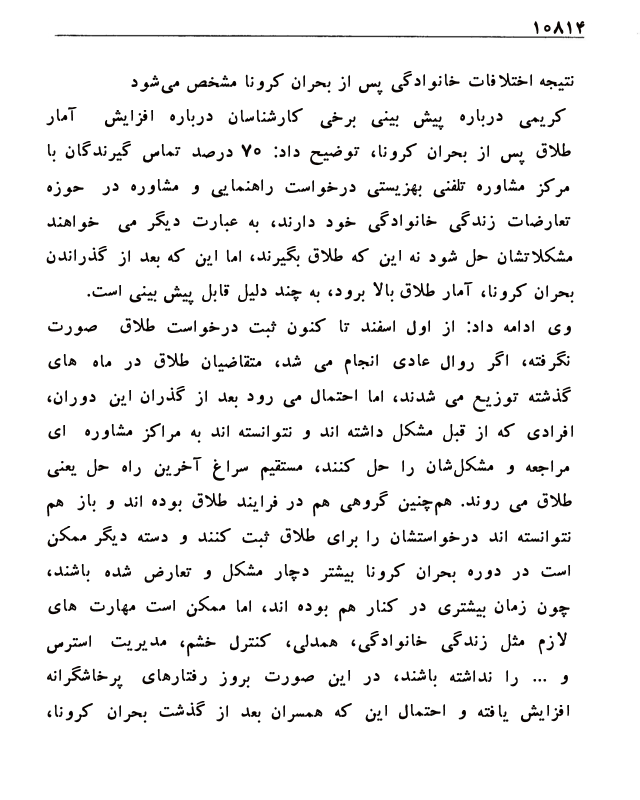 ۱۰۸۱۴
نتیجه اختلافات خانوادگی پس از بحران کرونا مشخص می‌شود
کریمی درباره پیش بینی برخی کارشناسان درباره افزایش آمار
طلاق پس از بحران کرونا، توضیح داد: ۷۰ درصد تماس گیرندگان با
مرکز مشاوره تلفنی بهزیستی درخواست راهنمایی و مشاوره در حوزه
تعارضات زندگی خانوادگی خود دارند، به عبارت دیگر می خواهند
مشکلاتشان حل شود نه این که طلاق بگیرند، اما این که بعد از گذراندن
بحران کرونا، آمار طلاق بالا برود، به چند دلیل قابل پیش بینی است.
وی ادامه داد: از اول اسفند تا کنون ثبت درخواست طلاق صورت
نگرفته، اگر روال عادی انجام می شد، متقاضیان طلاق در ماه های
گذشته توزیع می شدند، اما احتمال می رود بعد از گذران این دوران،
افرادی که از قبل مشکل داشته اند و نتوانسته اند به مراکز مشاوره ای
مراجعه و مشکل‌شان را حل کنند، مستقیم سراغ آخرین راه حل یعنی
طلاق می روند. هم‌چنین گروهی هم در فرایند طلاق بوده اند و باز هم
نتوانسته اند درخواستشان را برای طلاق ثبت کنند و دسته دیگر ممکن
است در دوره بحران کرونا بیشتر دچار مشکل و تعارض شده باشند،
چون زمان بیشتری در کنار هم بوده اند، اما ممکن است مهارت های
لازم مثل زندگی خانوادگی، همدلی، کنترل خشم، مدیریت استرس
و ... را نداشته باشند، در این صورت بروز رفتارهای پرخاشگرانه
افزایش یافته و احتمال این که همسران بعد از گذشت بحران کرونا،